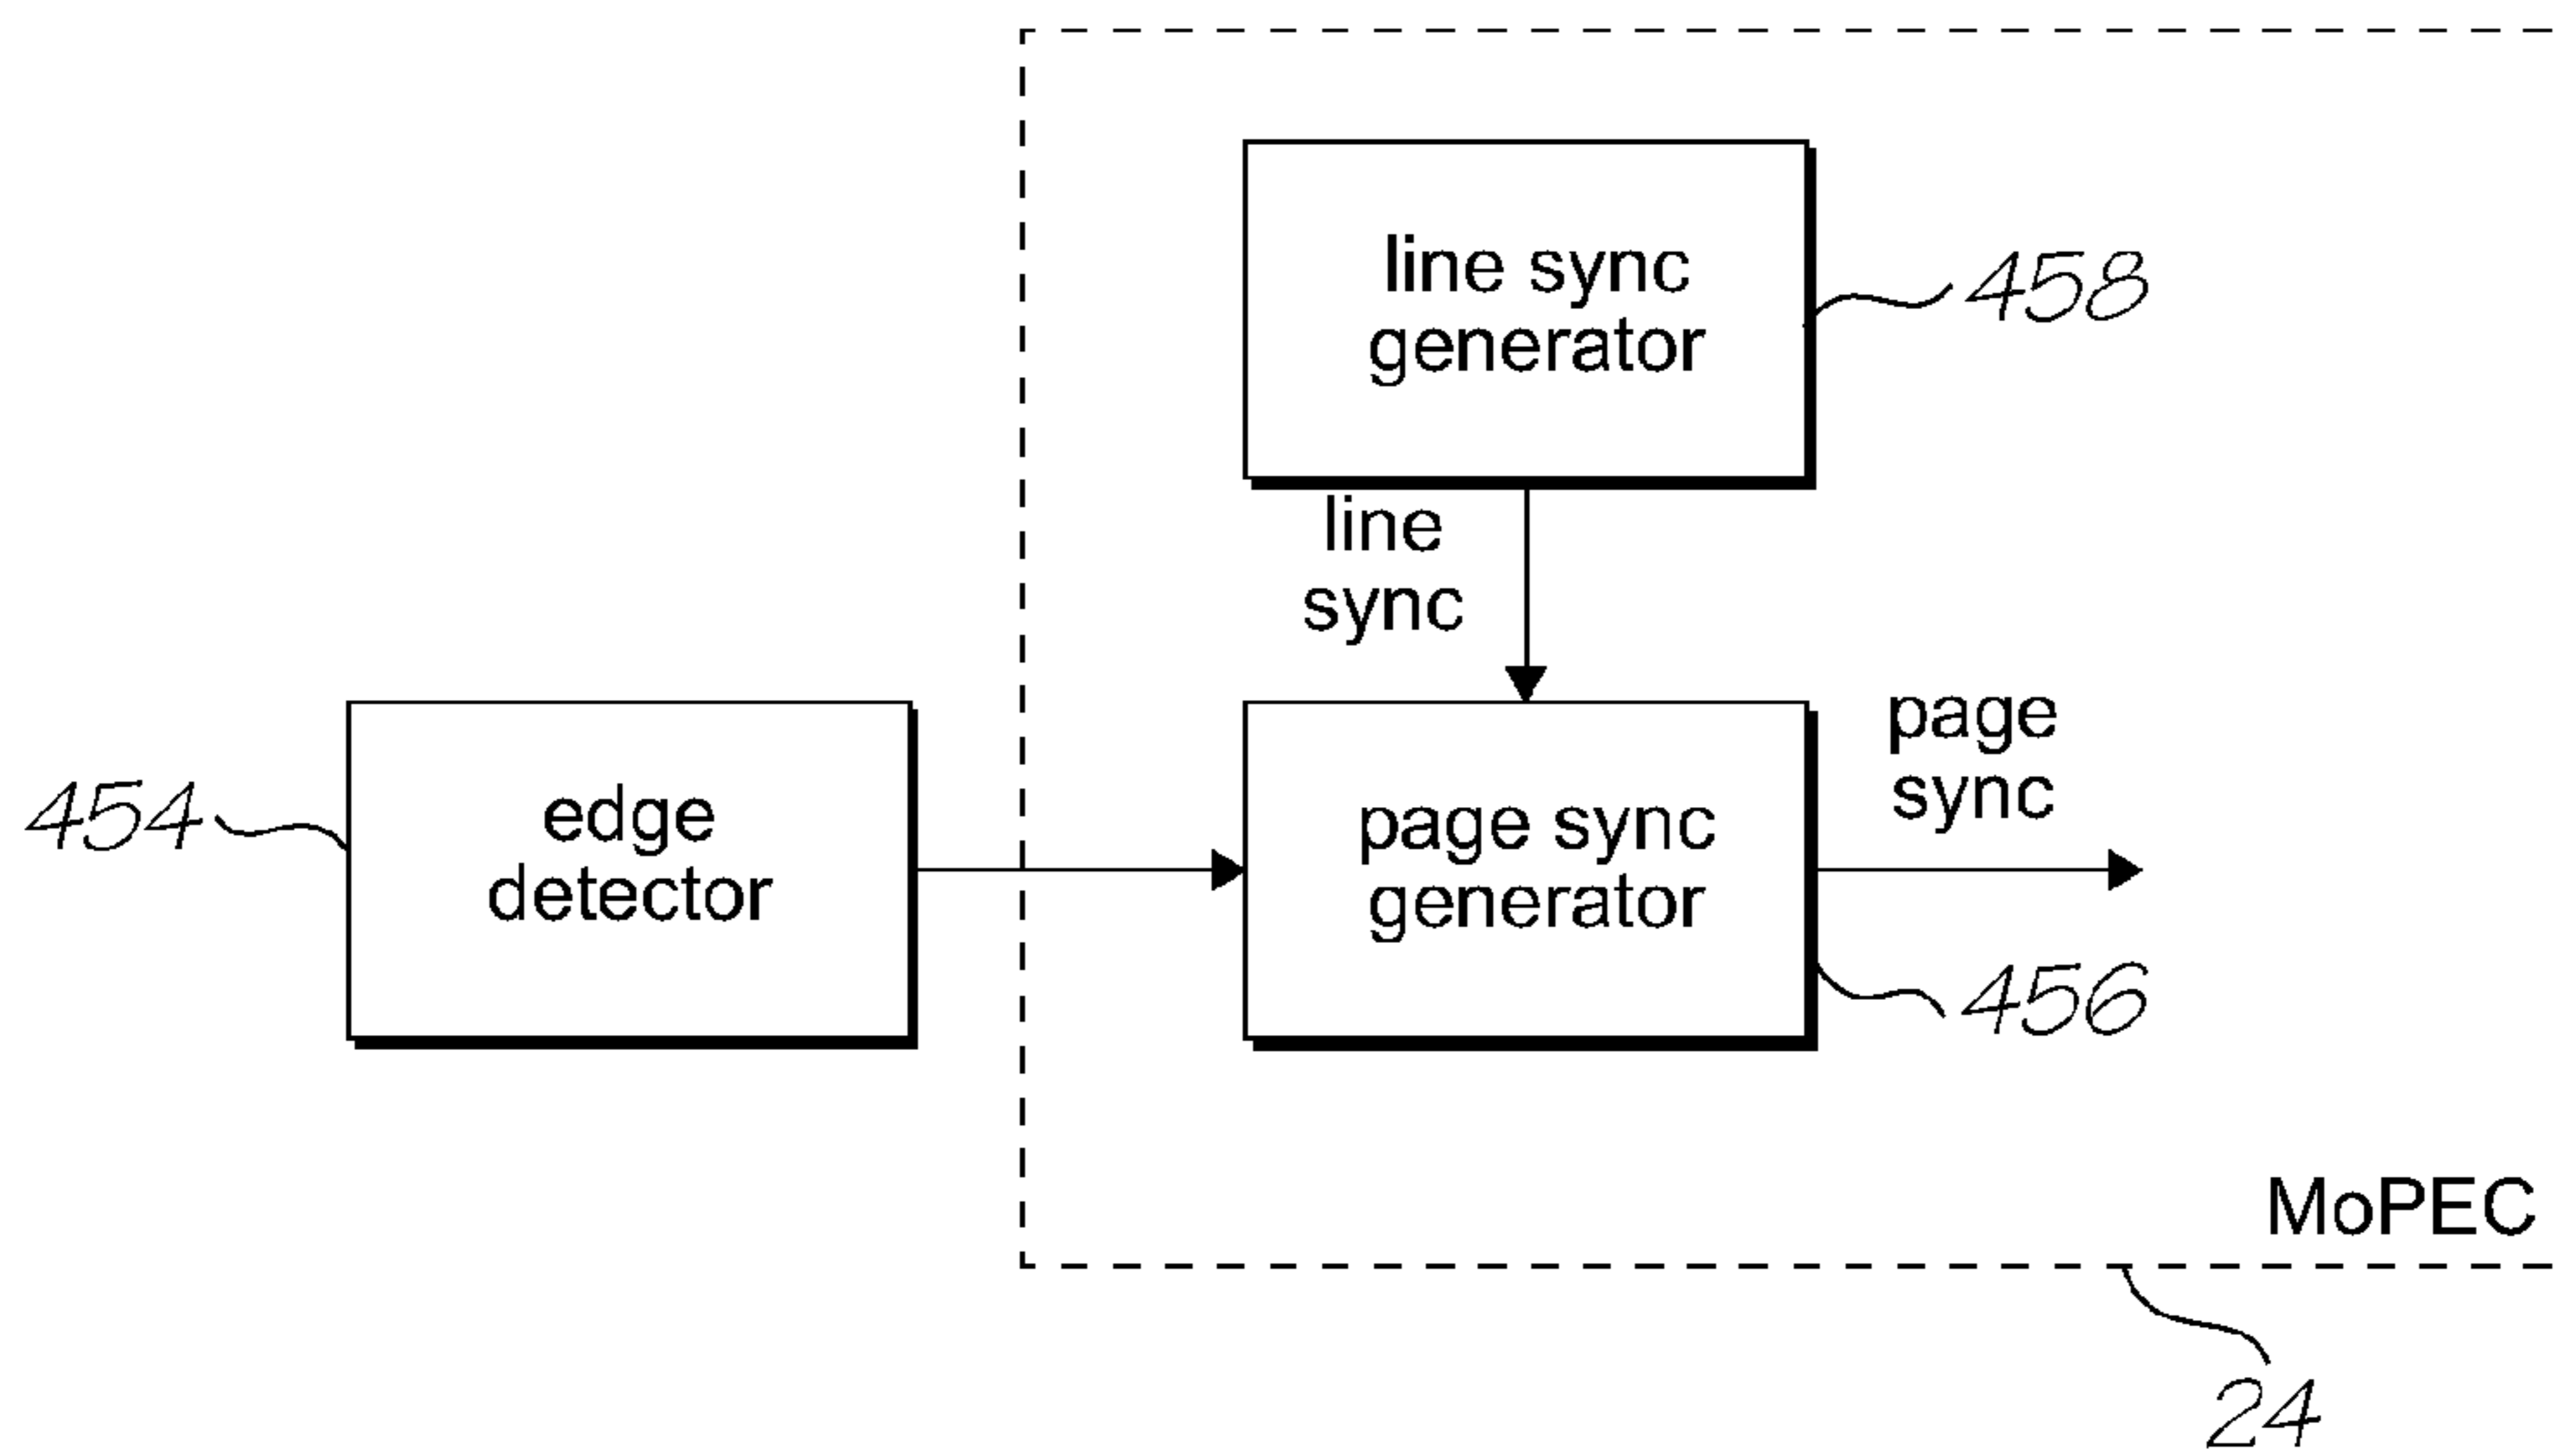 line sync
generator
458
line
sync
page
sync
454
edge
detector
page sync
generator
456
MoPEC
24